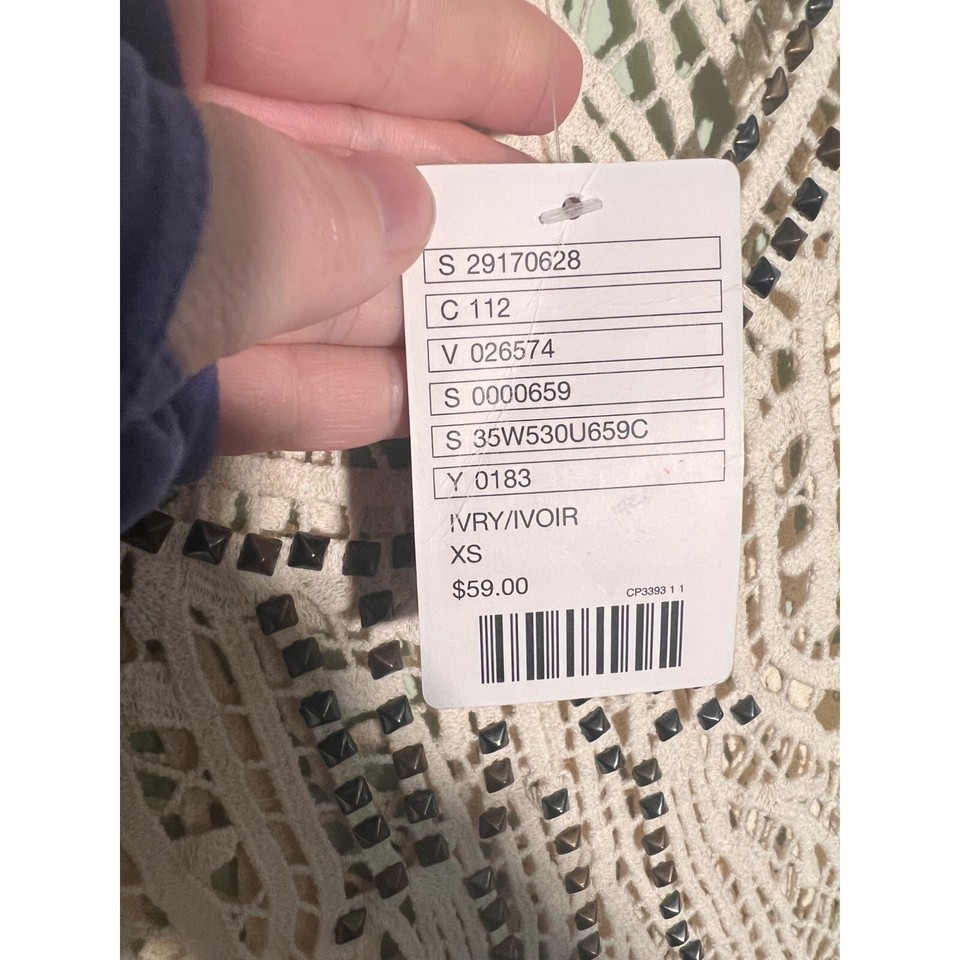 S 29170628
C 112
V 026574
S 0000659
S 35W530U659C
Y 0183
IVRY/IVOIR
XS
$59.00 CP3393 1 1